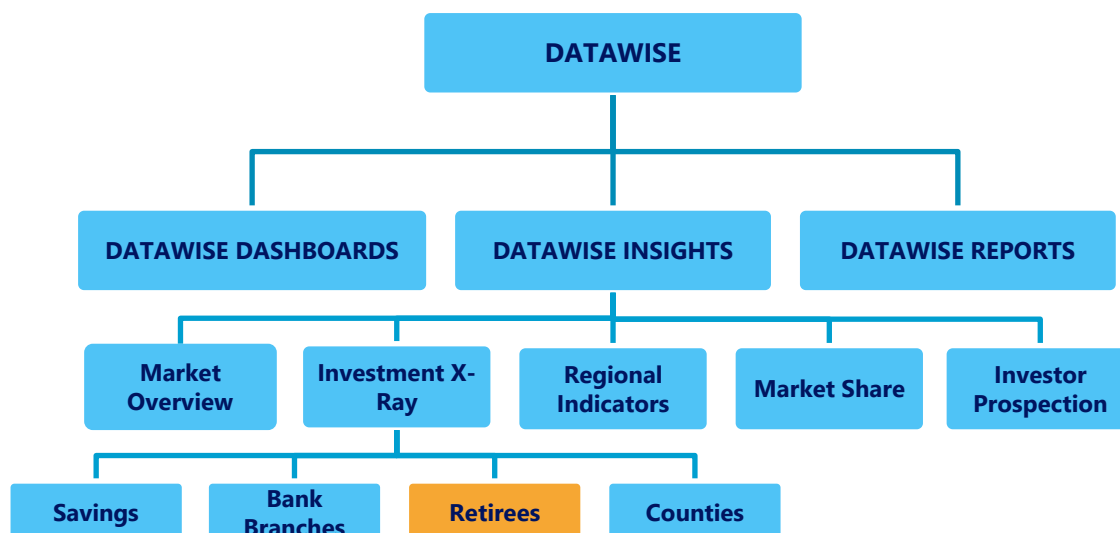 DATAWISE
DATAWISE DASHBOARDS
DATAWISE INSIGHTS
DATAWISE REPORTS
Market
Overview
Investment X-
Ray
Regional
Indicators
Market Share
Investor
Prospection
Savings
Bank
Branches
Retirees
Counties